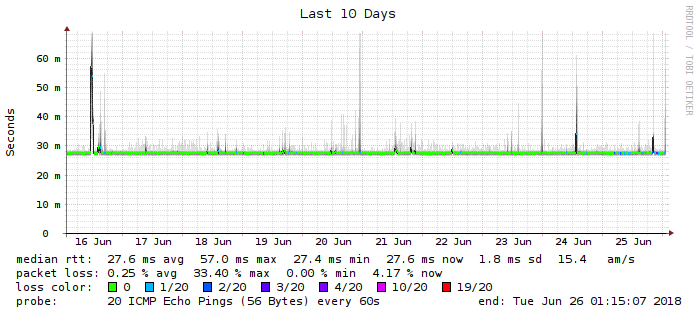 Last 10 Days
RRDTOOL / TOBI OETIKER
Seconds
60 m
50 m
40 m
30 m
20 m
10 m
0
16 Jun 17 Jun 18 Jun 19 Jun 20 Jun 21 Jun 22 Jun 23 Jun 24 Jun 25 Jun
median rtt: 27.6 ms avg 57.0 ms max 27.4 ms min 27.6 ms now 1.8 ms sd 15.4 am/s
packet loss: 0.25 % avg 33.40 % max 0.00 % min 4.17 % now
loss color: 0 1/20 2/20 3/20 4/20 10/20 19/20
probe: 20 ICMP Echo Pings (56 Bytes) every 60s end: Tue Jun 26 01:15:07 2018